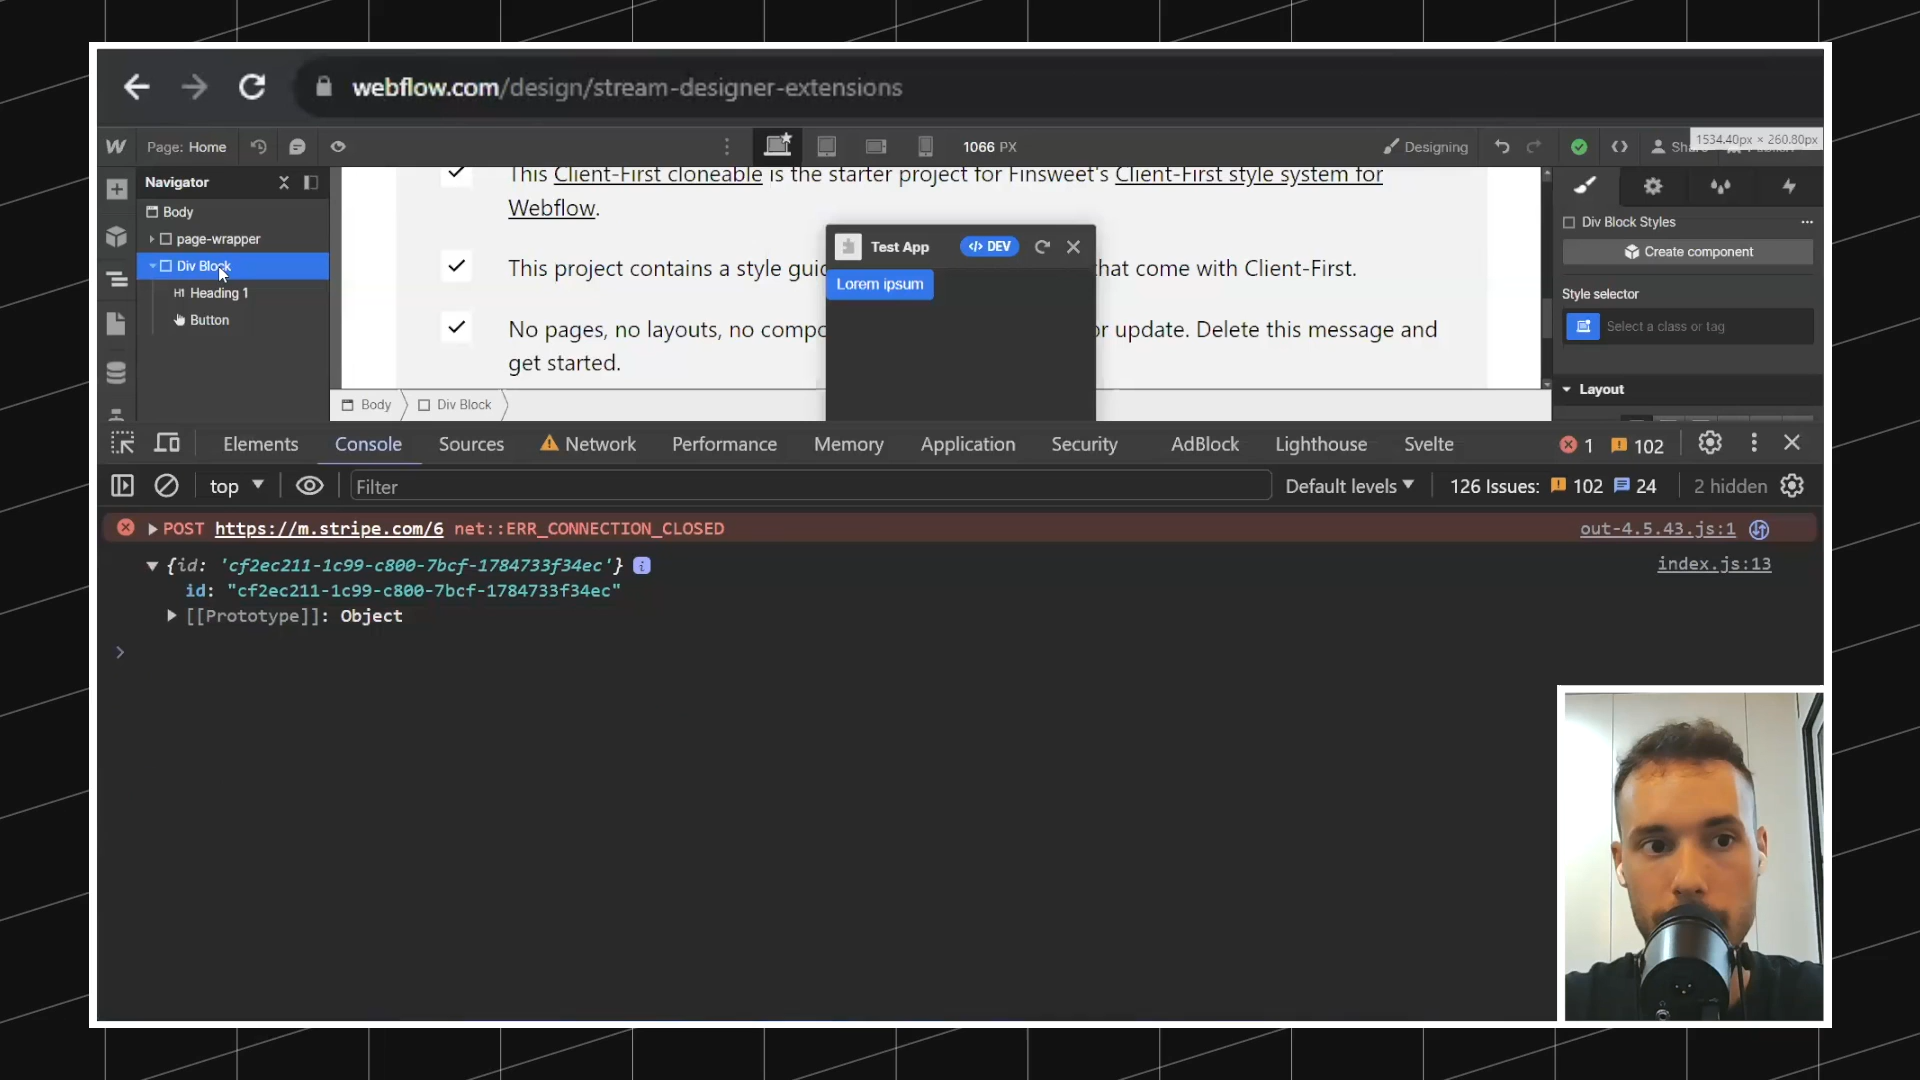 webflow.com/design/stream-designer-extensions
Page: Home
1066 PX
Designing
1534.40px × 260.80px
Navigator
Body
page-wrapper
Div Block
H1 Heading 1
Button
This Client-First cloneable is the starter project for Finsweet's Client-First style system for
Webflow.
This project contains a style guid
hat come with Client-First.
No pages, no layouts, no compo
or update. Delete this message and
get started.
Test App
</> DEV
Lorem ipsum
Body
Div Block
Div Block Styles
Create component
Style selector
Select a class or tag
Layout
Elements
Console
Sources
Network
Performance
Memory
Application
Security
AdBlock
Lighthouse
Svelte
1
102
top
Filter
Default levels
126 Issues:
102
24
2 hidden
POST https://m.stripe.com/6 net::ERR_CONNECTION_CLOSED
out-4.5.43.js:1
{id: 'cf2ec211-1c99-c800-7bcf-1784733f34ec'}
index.js:13
id: "cf2ec211-1c99-c800-7bcf-1784733f34ec"
[[Prototype]]: Object